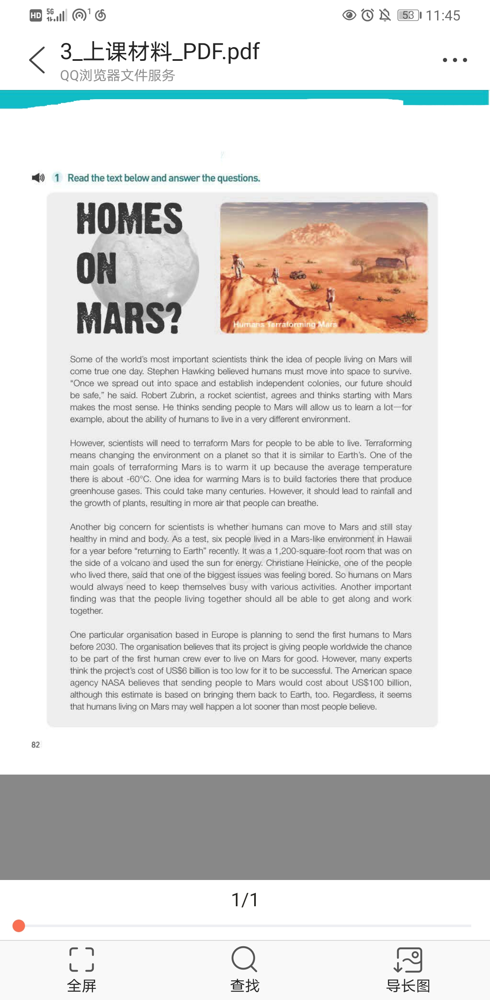 HD 5G 1 53 11:45
3_上课材料_PDF.pdf
QQ浏览器文件服务
1 Read the text below and answer the questions.
HOMES
ON
MARS?
Humans Terraforming Mars
Some of the world's most important scientists think the idea of people living on Mars will
come true one day. Stephen Hawking believed humans must move into space to survive.
“Once we spread out into space and establish independent colonies, our future should
be safe,” he said. Robert Zubrin, a rocket scientist, agrees and thinks starting with Mars
makes the most sense. He thinks sending people to Mars will allow us to learn a lot—for
example, about the ability of humans to live in a very different environment.
However, scientists will need to terraform Mars for people to be able to live. Terraforming
means changing the environment on a planet so that it is similar to Earth's. One of the
main goals of terraforming Mars is to warm it up because the average temperature
there is about -60°C. One idea for warming Mars is to build factories there that produce
greenhouse gases. This could take many centuries. However, it should lead to rainfall and
the growth of plants, resulting in more air that people can breathe.
Another big concern for scientists is whether humans can move to Mars and still stay
healthy in mind and body. As a test, six people lived in a Mars-like environment in Hawaii
for a year before “returning to Earth” recently. It was a 1,200-square-foot room that was on
the side of a volcano and used the sun for energy. Christiane Heinicke, one of the people
who lived there, said that one of the biggest issues was feeling bored. So humans on Mars
would always need to keep themselves busy with various activities. Another important
finding was that the people living together should all be able to get along and work
together.
One particular organisation based in Europe is planning to send the first humans to Mars
before 2030. The organisation believes that its project is giving people worldwide the chance
to be part of the first human crew ever to live on Mars for good. However, many experts
think the project's cost of US$6 billion is too low for it to be successful. The American space
agency NASA believes that sending people to Mars would cost about US$100 billion,
although this estimate is based on bringing them back to Earth, too. Regardless, it seems
that humans living on Mars may well happen a lot sooner than most people believe.
82
1/1
全屏 查找 导长图